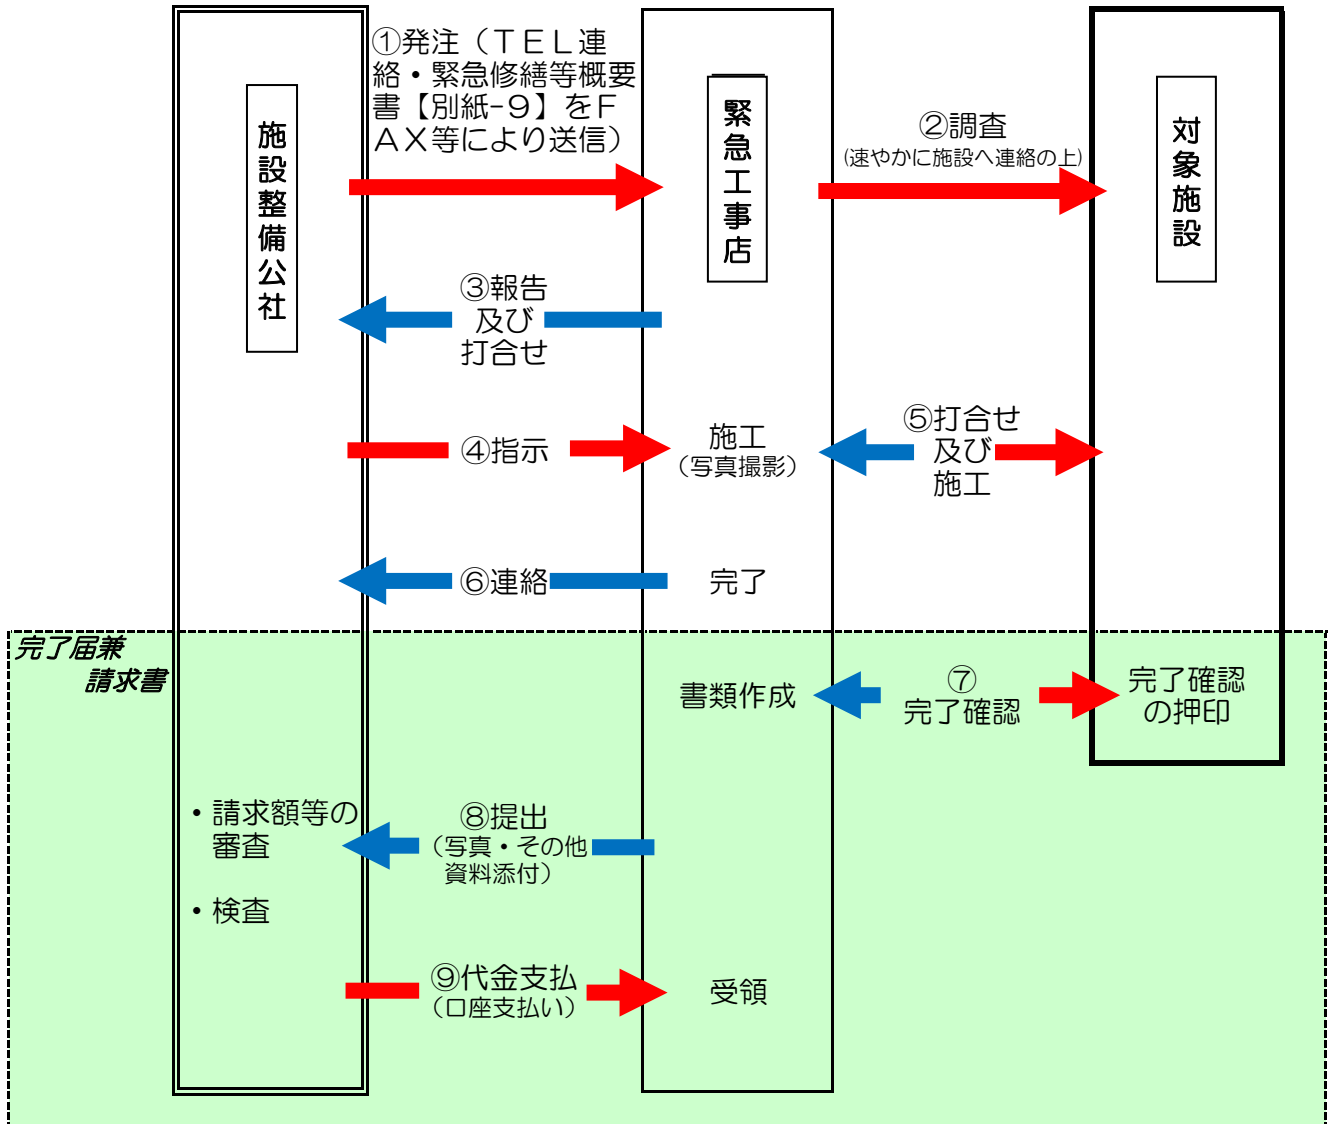 ①発注（ＴＥＬ連
絡・緊急修繕等概要
書【別紙-９】をＦ
ＡＸ等により送信）
施設整備公社
緊急工事店
対象施設
②調査
(速やかに施設へ連絡の上)
③報告
及び
打合せ
④指示
施工
（写真撮影）
⑤打合せ
及び
施工
⑥連絡
完了
完了届兼
請求書
書類作成
⑦
完了確認
完了確認
の押印
・請求額等の
審査
・検査
⑧提出
（写真・その他
資料添付）
⑨代金支払
（口座支払い）
受領